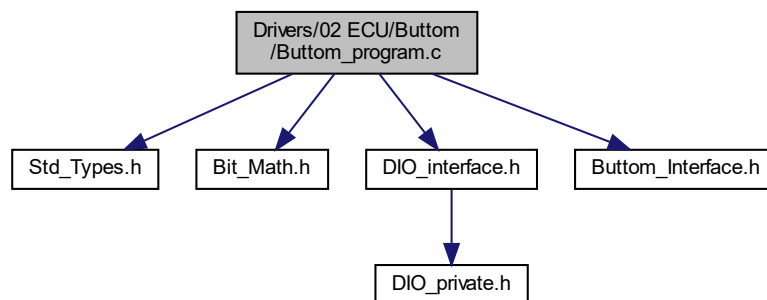 Drivers/02 ECU/Buttom
/Buttom_program.c
Std_Types.h
Bit_Math.h
DIO_interface.h
Buttom_Interface.h
DIO_private.h